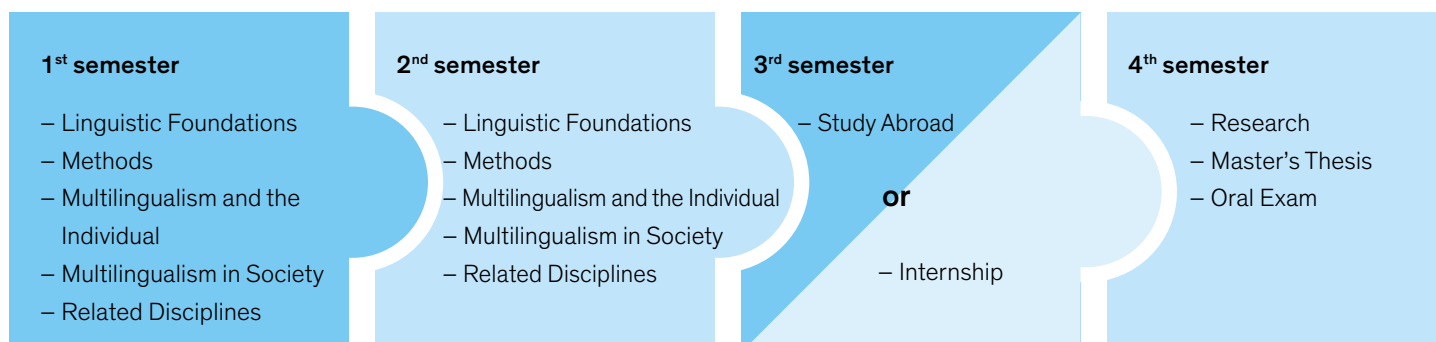 1st semester
– Linguistic Foundations
– Methods
– Multilingualism and the
Individual
– Multilingualism in Society
– Related Disciplines
2nd semester
– Linguistic Foundations
– Methods
– Multilingualism and the Individual
– Multilingualism in Society
– Related Disciplines
3rd semester
– Study Abroad
or
– Internship
4th semester
– Research
– Master's Thesis
– Oral Exam